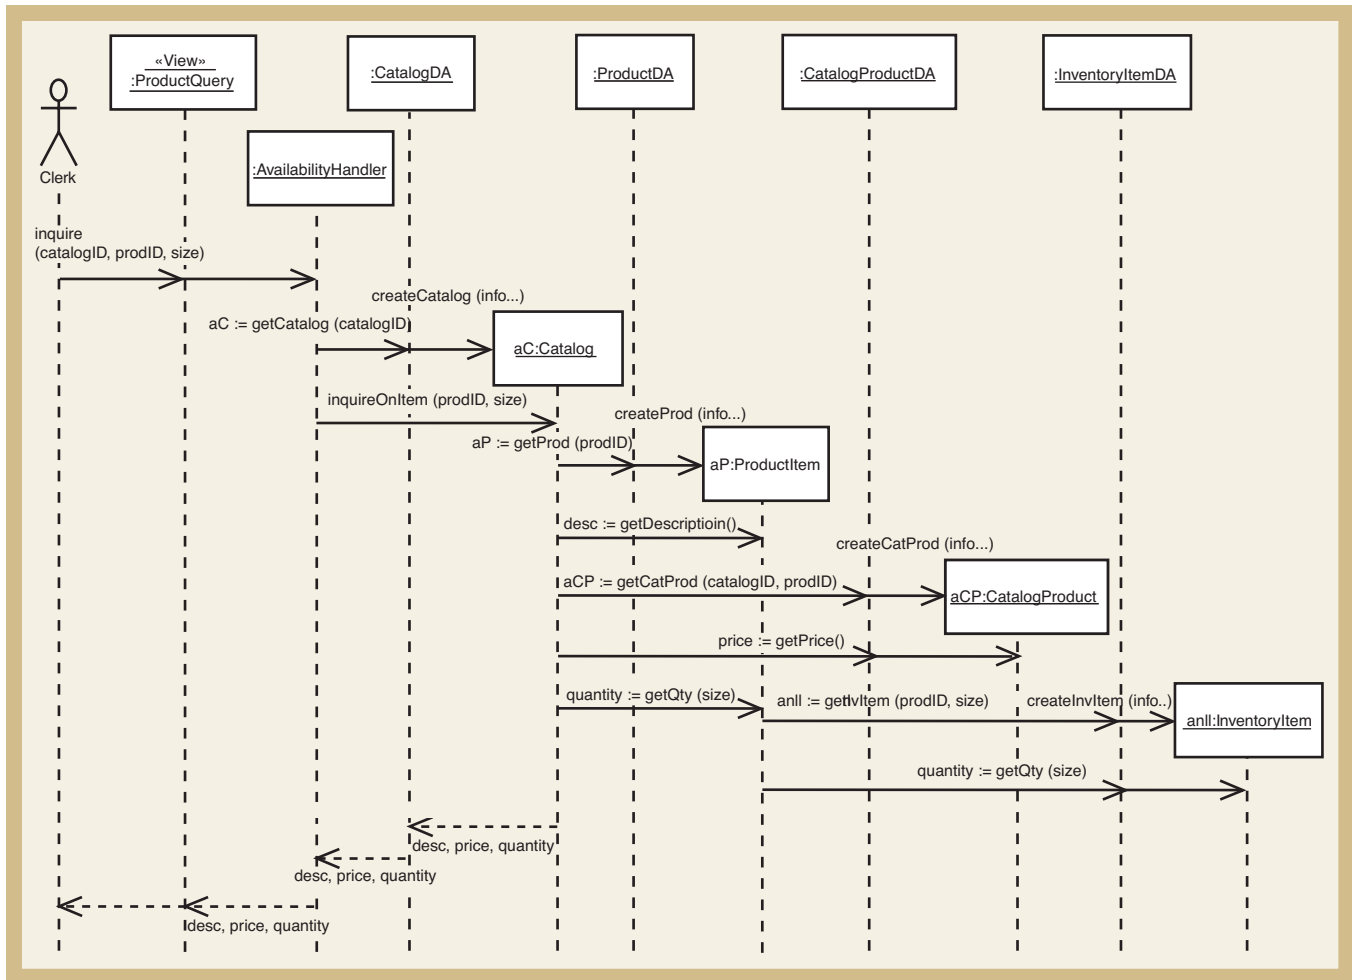 «View»
:ProductQuery
:CatalogDA
:ProductDA
:CatalogProductDA
:InventoryItemDA
:AvailabilityHandler
Clerk
inquire
(catalogID, prodID, size)
createCatalog (info...)
aC := getCatalog (catalogID)
aC:Catalog
inquireOnItem (prodID, size)
createProd (info...)
aP := getProd (prodID)
aP:ProductItem
desc := getDescriptioin()
createCatProd (info...)
aCP := getCatProd (catalogID, prodID)
aCP:CatalogProduct
price := getPrice()
quantity := getQty (size)
anll := (prodID, size)
createInvItem (info..)
anll:InventoryItem
quantity := getQty (size)
desc, price, quantity
desc, price, quantity
desc, price, quantity